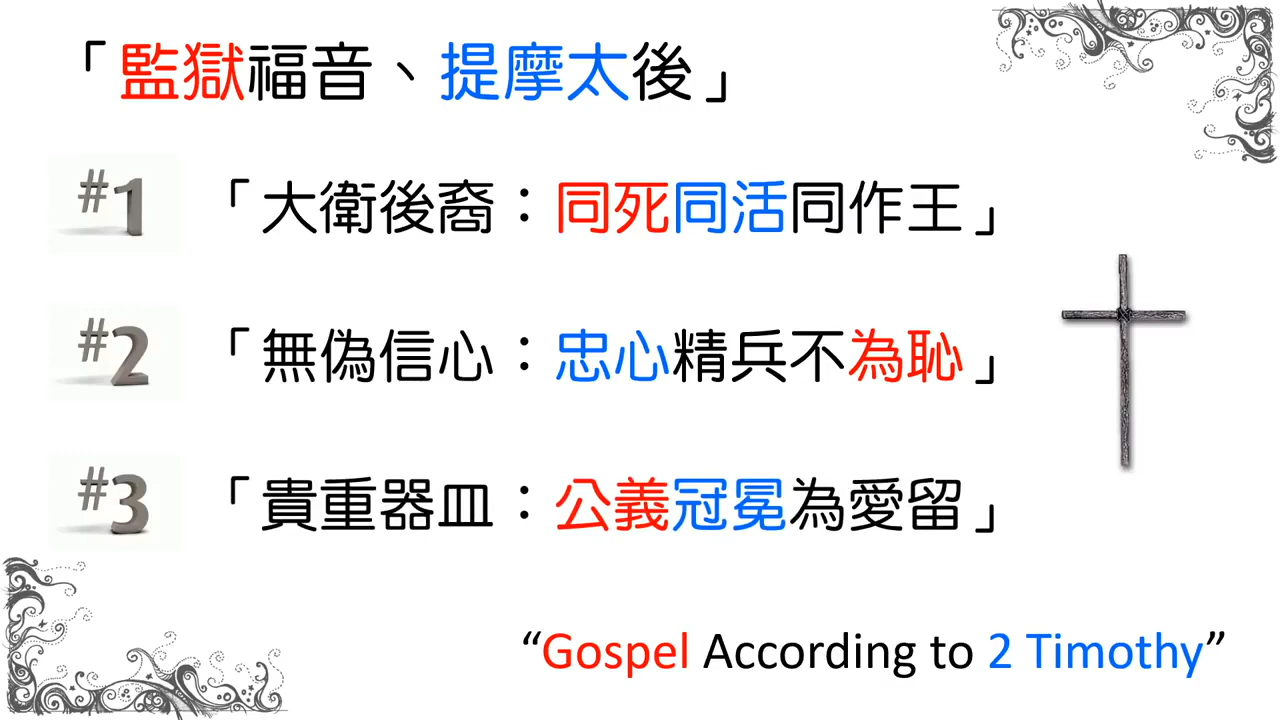 「監獄福音、提摩太後」
#1 「大衛後裔：同死同活同作王」
#2 「無偽信心：忠心精兵不為恥」
#3 「貴重器皿：公義冠冕為愛留」
“Gospel According to 2 Timothy”